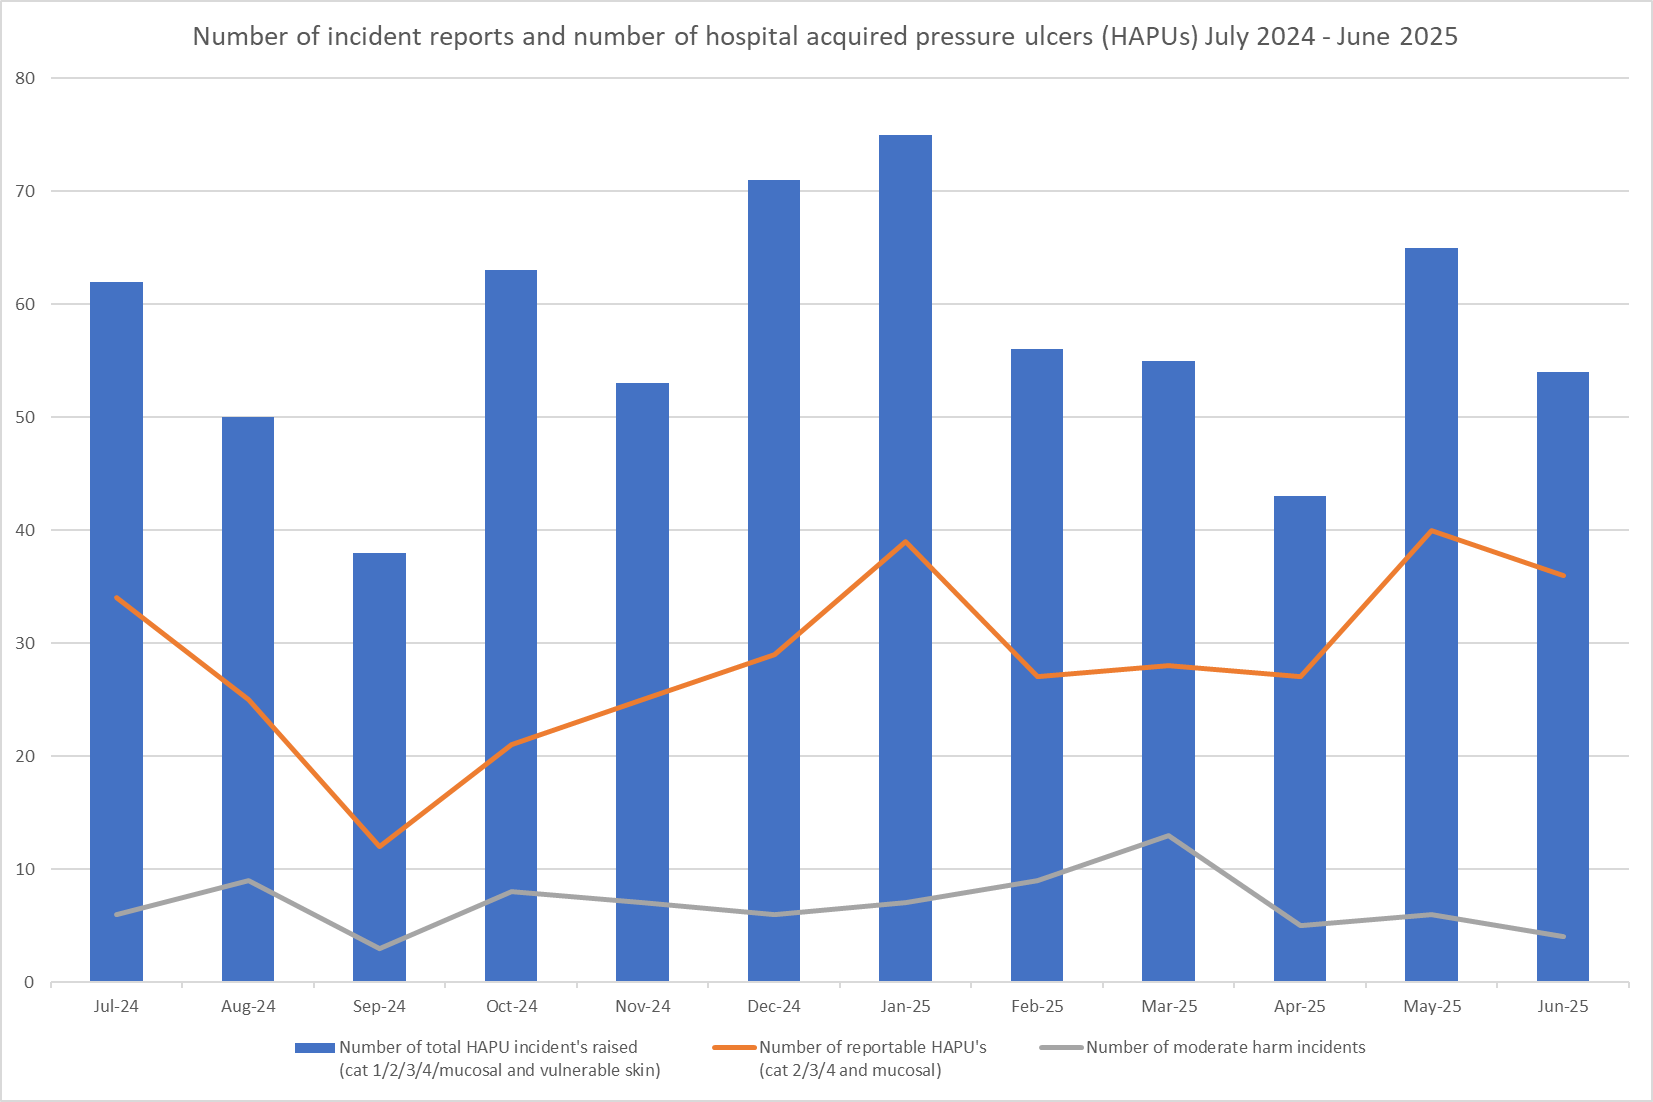 Number of incident reports and number of hospital acquired pressure ulcers (HAPUs) July 2024 - June 2025
80
70
60
50
40
30
20
10
0
Jul-24 Aug-24 Sep-24 Oct-24 Nov-24 Dec-24 Jan-25 Feb-25 Mar-25 Apr-25 May-25 Jun-25
Number of total HAPU incident's raised
(cat 1/2/3/4/mucosal and vulnerable skin)
Number of reportable HAPU's
(cat 2/3/4 and mucosal)
Number of moderate harm incidents